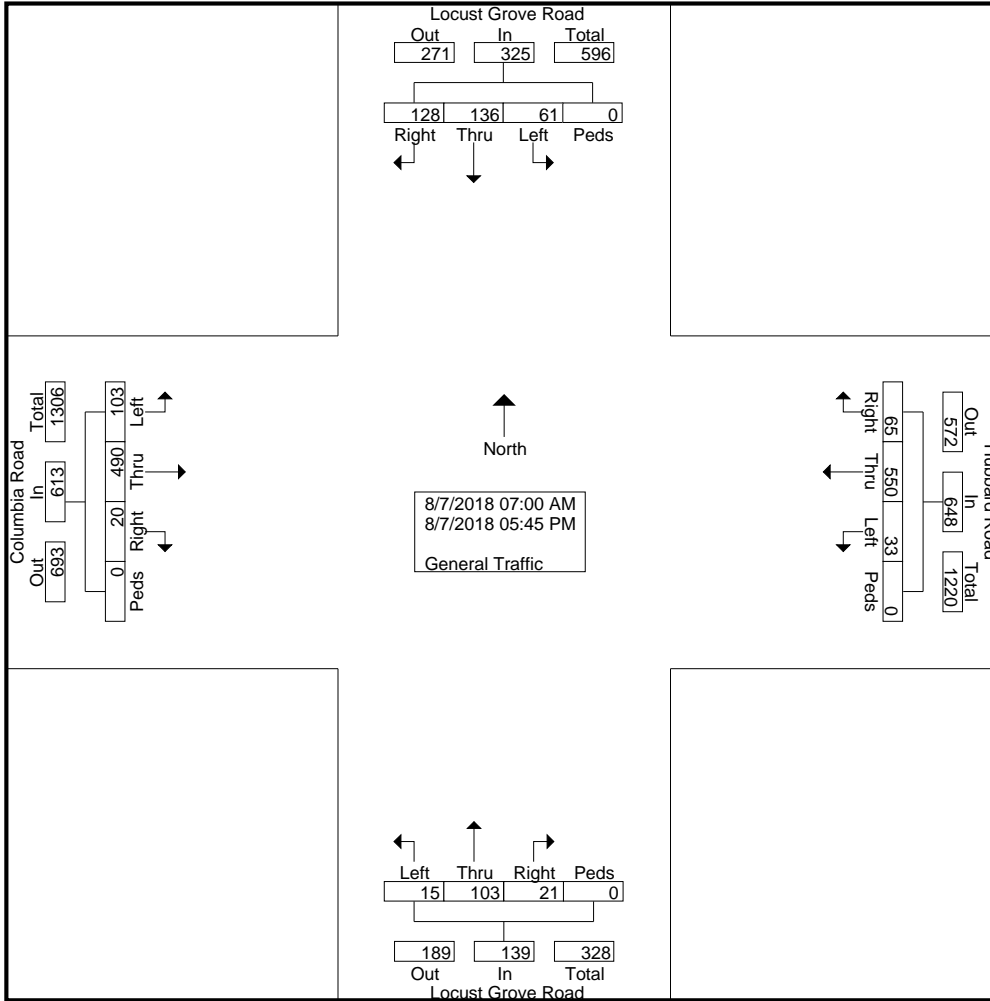 Locust Grove Road
Out In Total
271 325 596
128 136 61 0
Right Thru Left Peds
Columbia Road
Total In Out
1306 613 693
103 490 20 0
Left Thru Right Peds
North
8/7/2018 07:00 AM
8/7/2018 05:45 PM
General Traffic
Right Thru Left Peds
65 550 33 0
Out In Total
572 648 1220
Hubbard Road
Left Thru Right Peds
15 103 21 0
189 139 328
Out In Total
Locust Grove Road